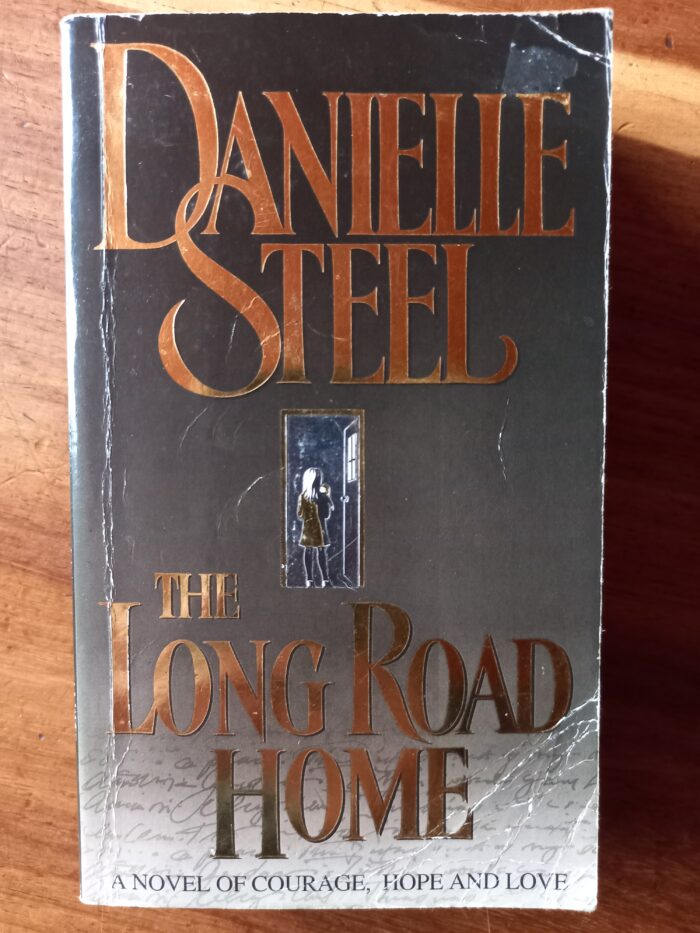 DANIELLE
STEEL
THE
LONG ROAD
HOME
A NOVEL OF COURAGE, HOPE AND LOVE